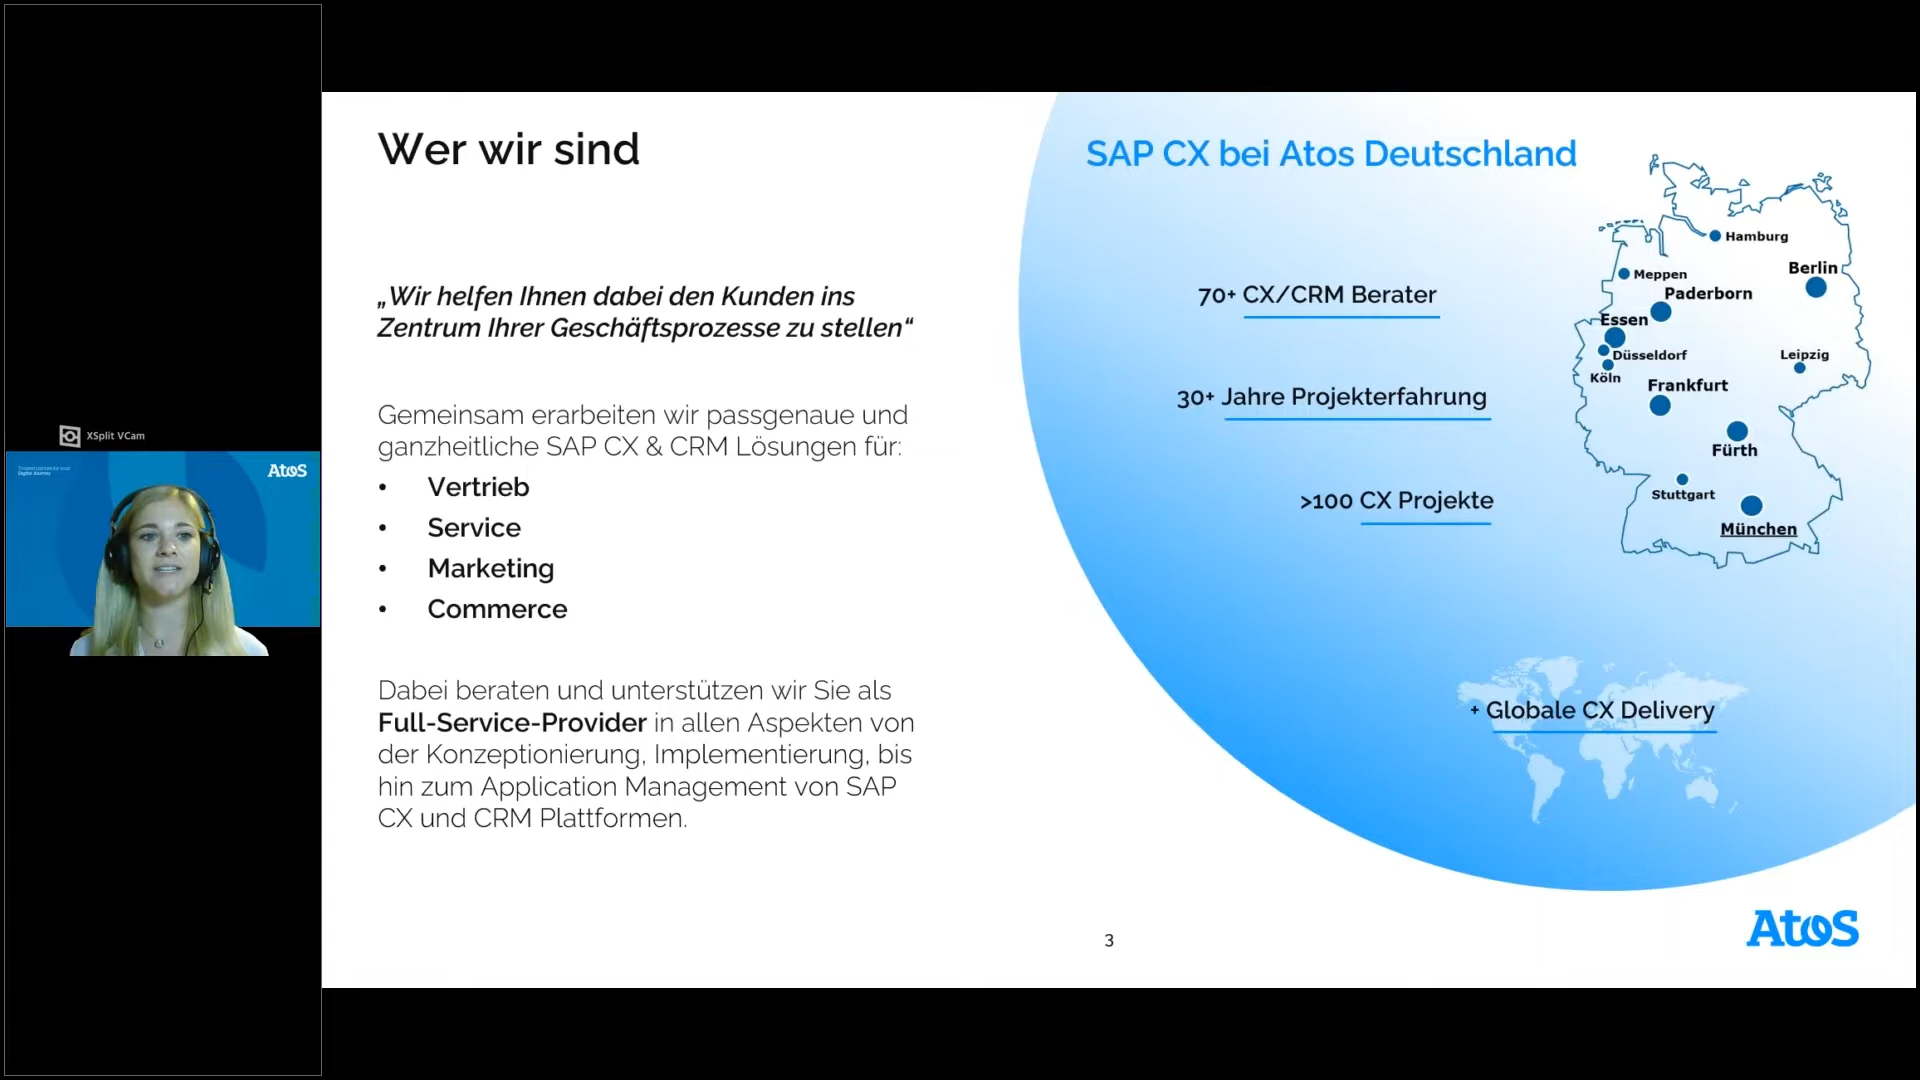 XSplit VCam
Atos
Wer wir sind
„Wir helfen Ihnen dabei den Kunden ins
Zentrum Ihrer Geschäftsprozesse zu stellen“
Gemeinsam erarbeiten wir passgenaue und
ganzheitliche SAP CX & CRM Lösungen für:
• Vertrieb
• Service
• Marketing
• Commerce
Dabei beraten und unterstützen wir Sie als
Full-Service-Provider in allen Aspekten von
der Konzeptionierung, Implementierung, bis
hin zum Application Management von SAP
CX und CRM Plattformen.
SAP CX bei Atos Deutschland
70+ CX/CRM Berater
30+ Jahre Projekterfahrung
>100 CX Projekte
Hamburg
Meppen
Berlin
Paderborn
Essen
Düsseldorf
Leipzig
Köln
Frankfurt
Fürth
Stuttgart
München
+ Globale CX Delivery
3
Atos